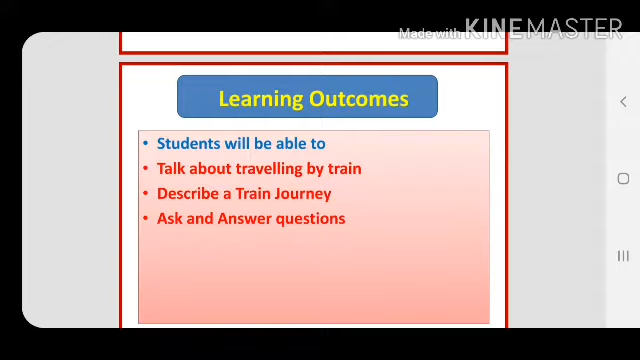 Made with KINEMASTER
Learning Outcomes
• Students will be able to
• Talk about travelling by train
• Describe a Train Journey
• Ask and Answer questions